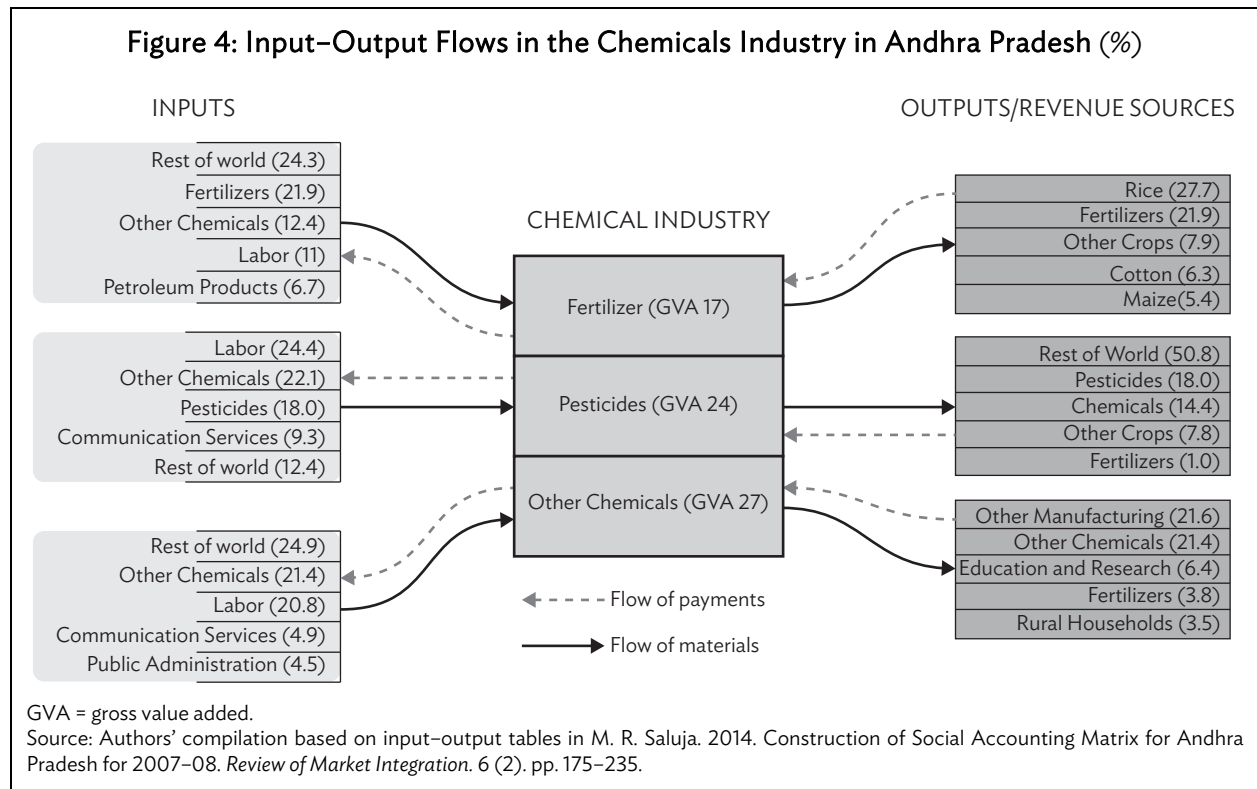 Figure 4: Input–Output Flows in the Chemicals Industry in Andhra Pradesh (%)
INPUTS
Rest of world (24.3)
Fertilizers (21.9)
Other Chemicals (12.4)
Labor (11)
Petroleum Products (6.7)
Labor (24.4)
Other Chemicals (22.1)
Pesticides (18.0)
Communication Services (9.3)
Rest of world (12.4)
Rest of world (24.9)
Other Chemicals (21.4)
Labor (20.8)
Communication Services (4.9)
Public Administration (4.5)
CHEMICAL INDUSTRY
Fertilizer (GVA 17)
Pesticides (GVA 24)
Other Chemicals (GVA 27)
Flow of payments
Flow of materials
OUTPUTS/REVENUE SOURCES
Rice (27.7)
Fertilizers (21.9)
Other Crops (7.9)
Cotton (6.3)
Maize(5.4)
Rest of World (50.8)
Pesticides (18.0)
Chemicals (14.4)
Other Crops (7.8)
Fertilizers (1.0)
Other Manufacturing (21.6)
Other Chemicals (21.4)
Education and Research (6.4)
Fertilizers (3.8)
Rural Households (3.5)
GVA = gross value added.
Source: Authors’ compilation based on input–output tables in M. R. Saluja. 2014. Construction of Social Accounting Matrix for Andhra
Pradesh for 2007–08. Review of Market Integration. 6 (2). pp. 175–235.